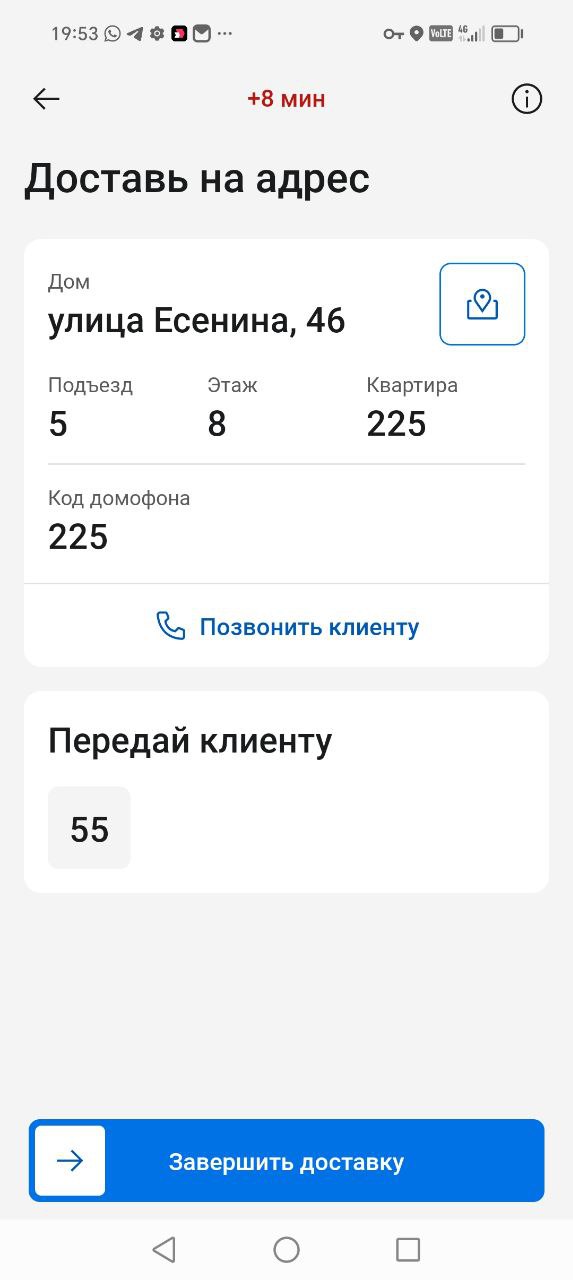 19:53
VoLTE 4G
+8 мин
Доставь на адрес
Дом
улица Есенина, 46
Подъезд Этаж Квартира
5 8 225
Код домофона
225
Позвонить клиенту
Передай клиенту
55
Завершить доставку